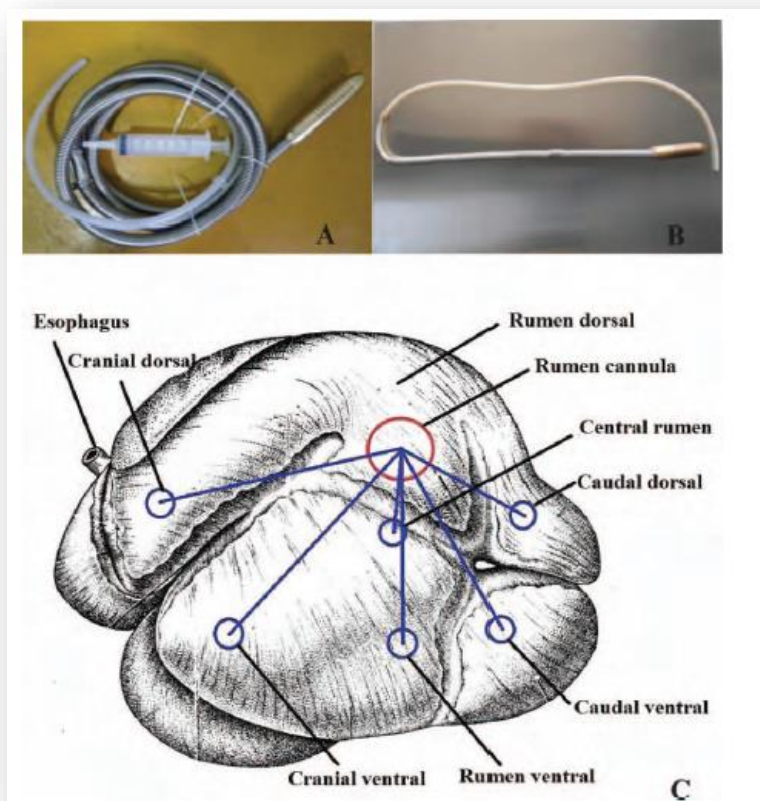 A
B
Esophagus
Rumen dorsal
Cranial dorsal
Rumen cannula
Central rumen
Caudal dorsal
Caudal ventral
Cranial ventral
Rumen ventral
C